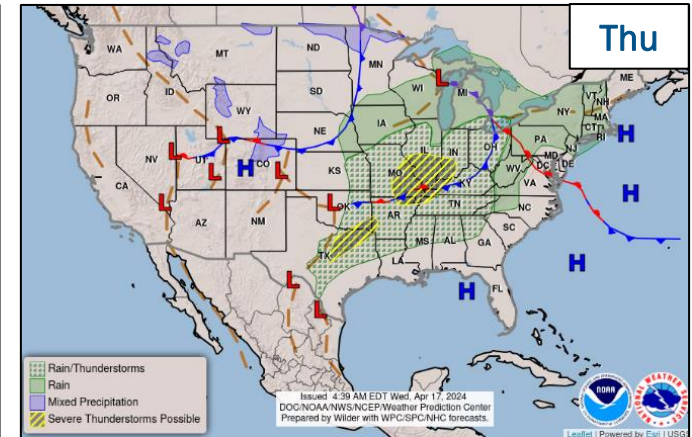 Thu
WA
MT
ND
MN
ME
OR
ID
SD
WI
MI
VT
NH
NY
MA
CT
RI
WY
IA
PA
NJ
NE
IL
IN
OH
MD
DE
DC
NV
UT
CO
KS
MO
WV
VA
KY
CA
OK
TN
NC
AZ
NM
AR
SC
TX
MS
AL
GA
LA
FL
L
L
L
L
L
L
L
L
L
H
H
H
H
H
Rain/Thunderstorms
Rain
Mixed Precipitation
Severe Thunderstorms Possible
Issued 4:39 AM EDT Wed, Apr 17, 2024
DOC/NOAA/NWS/NCEP/Weather Prediction Center
Prepared by Wilder with WPC/SPC/NHC forecasts.
NOAA
Leaflet | Powered by Esri | USGS